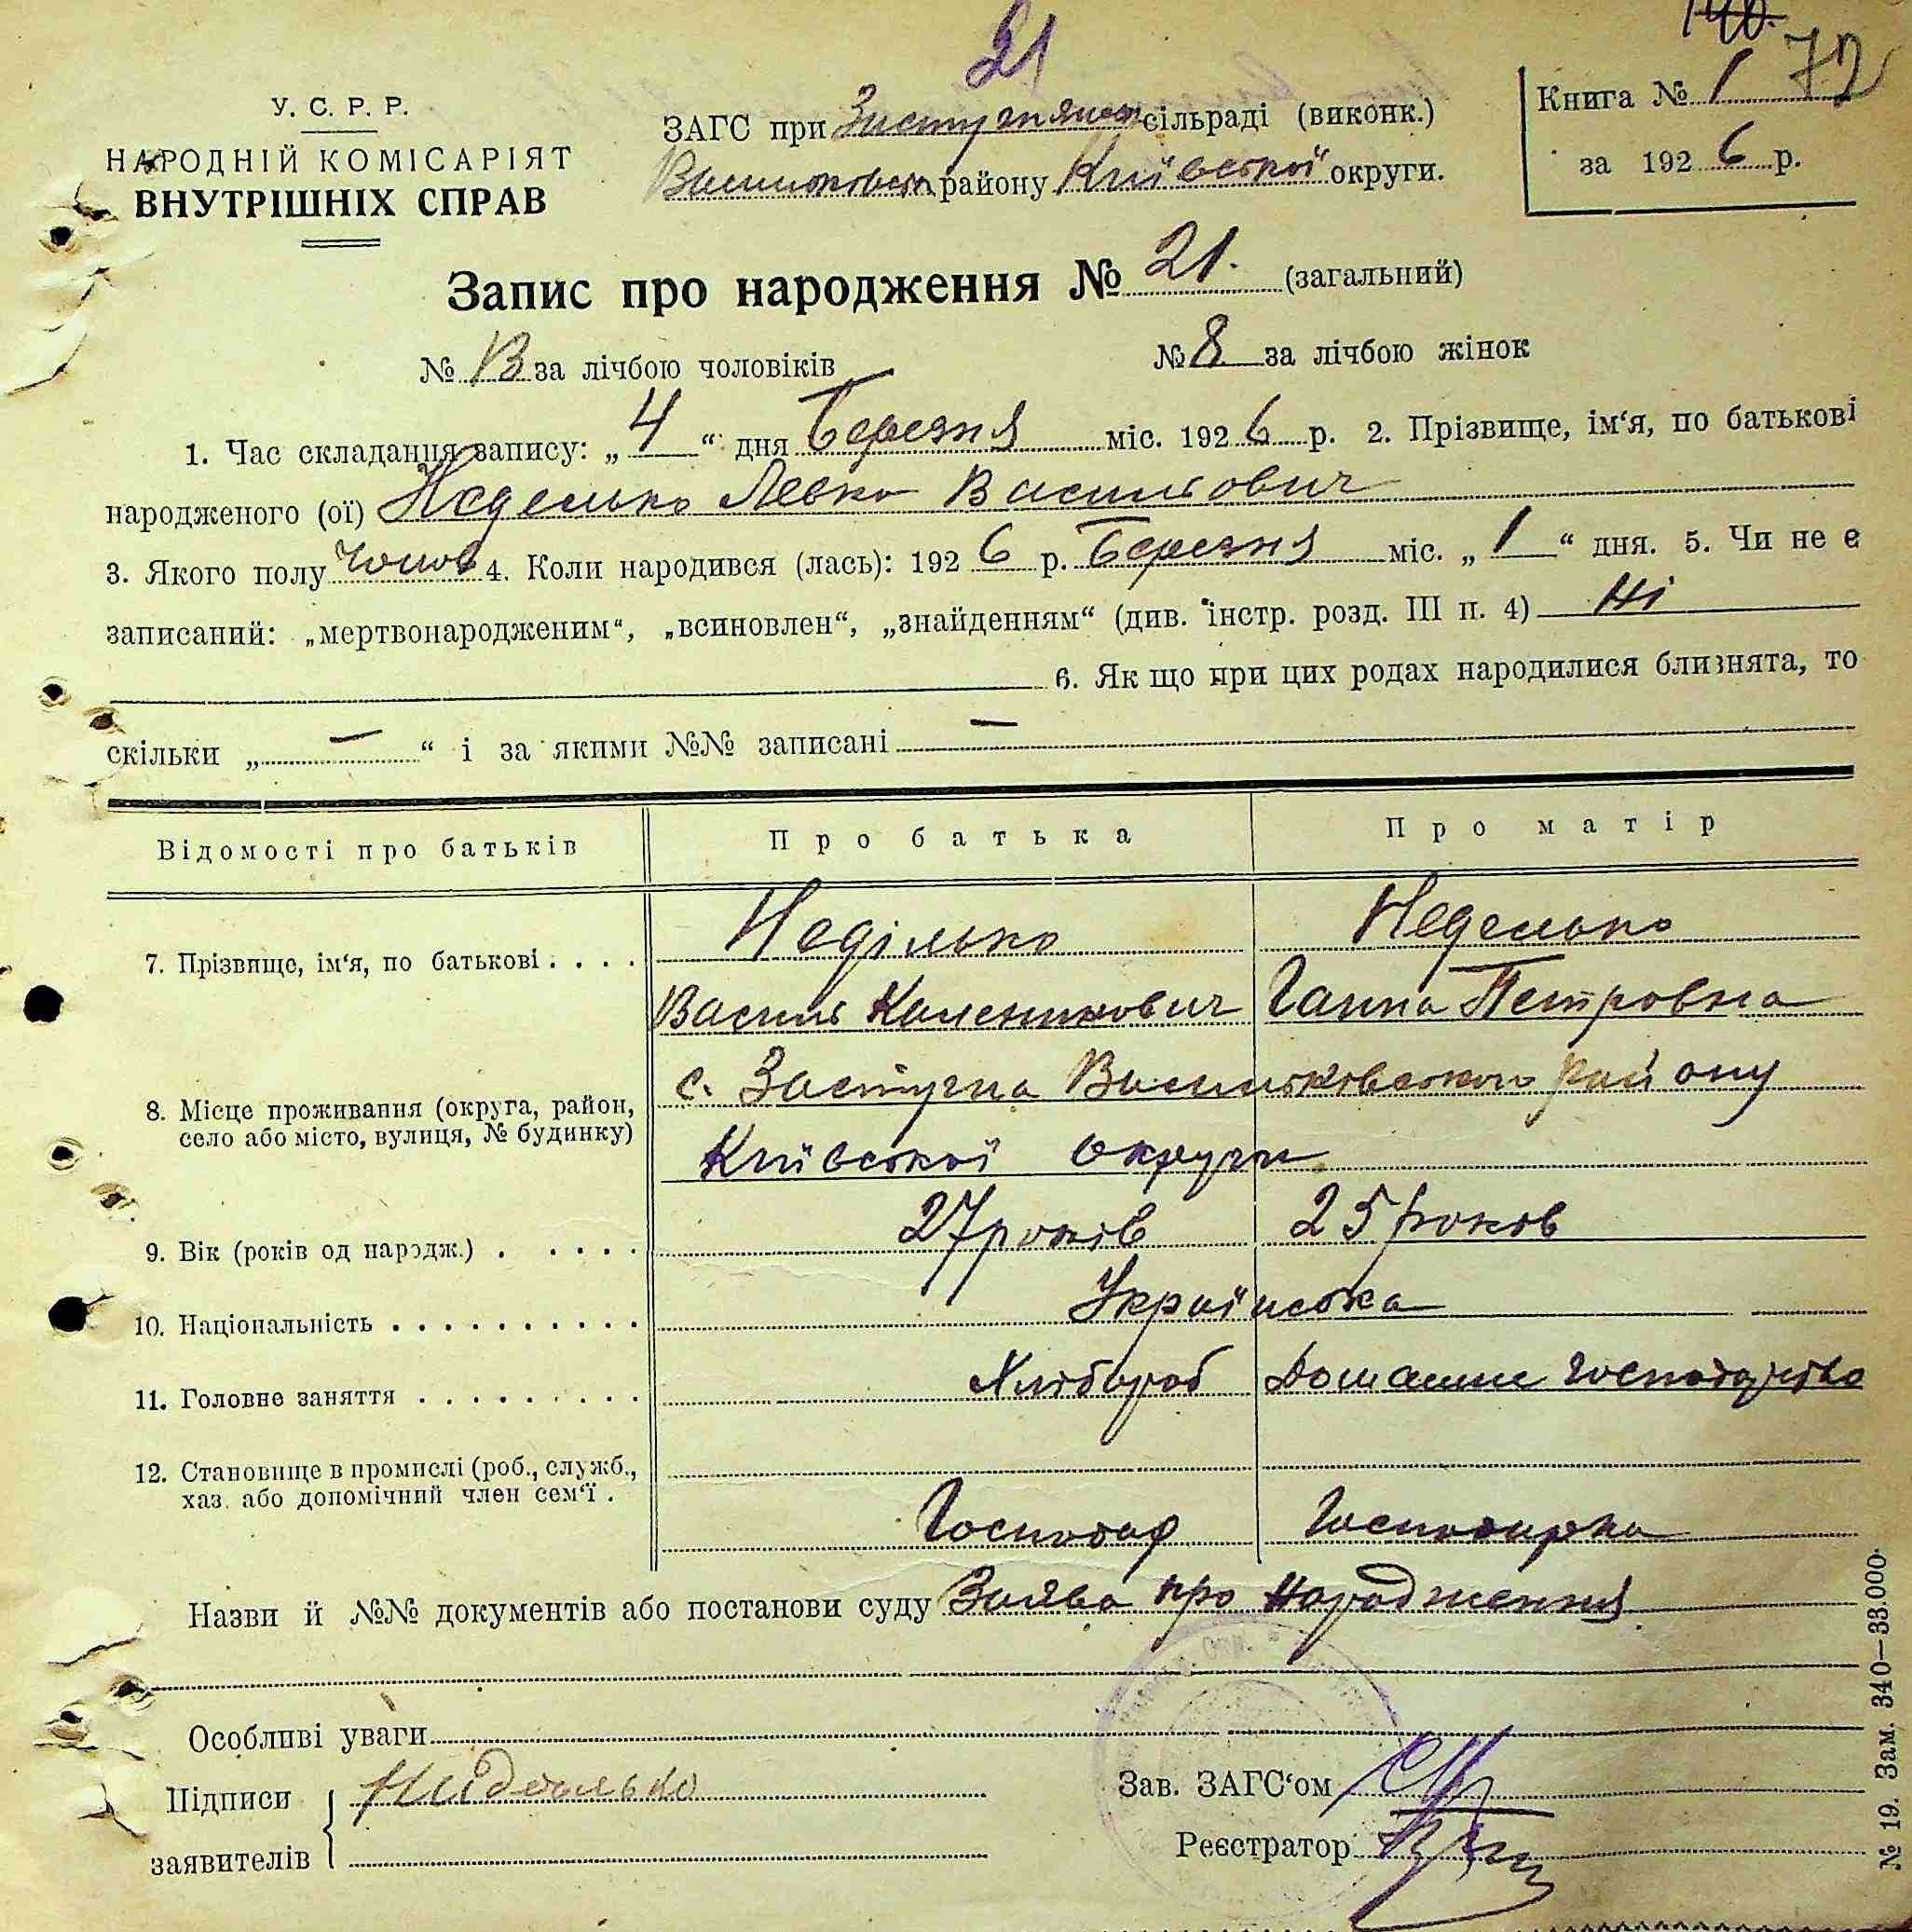 21
140.
72
У. С. Р. Р.
НАРОДНІЙ КОМІСАРІЯТ
ВНУТРІШНІХ СПРАВ
ЗАГС при сільраді (виконк.)
району Київської округи.
Книга № 1
за 1926 р.
Запис про народження № 21. (загальний)
№ 13 за лічбою чоловіків № 8 за лічбою жінок
1. Час складання запису: „4“ дня Березня міс. 1926 р. 2. Прізвище, ім‘я, по батькові
народженого (ої) Неделько Левко Васильович
3. Якого полу Чолов 4. Коли народився (лась): 1926 р. Березня міс. „1“ дня. 5. Чи не є
записаний: „мертвонародженим“, „всиновлен“, „знайденням“ (див. інстр. розд. III п. 4) Ні
6. Як що при цих родах народилися близнята, то
скільки „ — “ і за якими №№ записані —
Відомості про батьків Про батька Про матір
7. Прізвище, ім‘я, по батькові . . . . Неділько Неделько
Василь Каленикович Ганна Петровна
8. Місце проживання (округа, район, с. Застугна Васильківського району
село або місто, вулиця, № будинку) Київської округи
9. Вік (років од народж.) . . . . . 27 років 25 років
10. Національність . . . . . . . . . . Українська
11. Головне заняття . . . . . . . . . Хлібороб Домашнє господарство
12. Становище в промислі (роб., служб.,
хаз. або допомічний член сем‘ї . Господар Господарка
Назви й №№ документів або постанови суду Заява про народження
Особливі уваги
Підписи Зав. ЗАГС‘ом
заявителів Реєстратор
№ 19. Зам. 340—33.000.